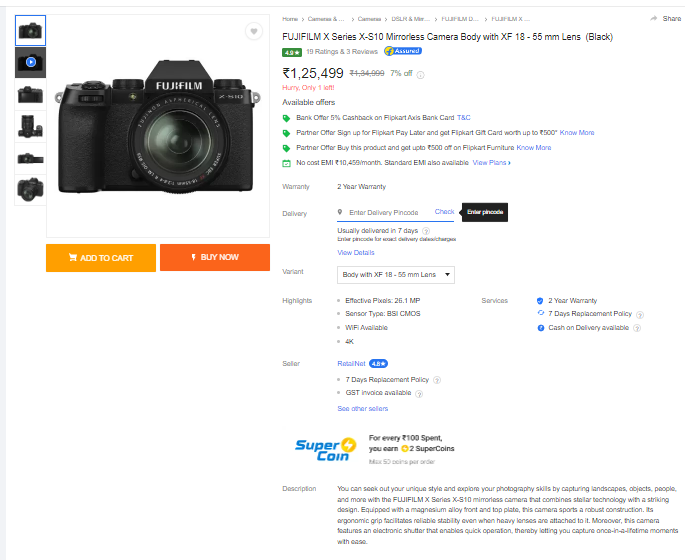 Home > Cameras & ... > Cameras > DSLR & Mirr... > FUJIFILM D... > FUJIFILM X ...
Share
FUJIFILM X Series X-S10 Mirrorless Camera Body with XF 18 - 55 mm Lens (Black)
4.9★ 19 Ratings & 3 Reviews Assured
₹1,25,499 ₹1,34,999 7% off
Hurry, Only 1 left!
Available offers
Bank Offer 5% Cashback on Flipkart Axis Bank Card T&C
Partner Offer Sign up for Flipkart Pay Later and get Flipkart Gift Card worth up to ₹500* Know More
Partner Offer Buy this product and get upto ₹500 off on Flipkart Furniture Know More
No cost EMI ₹10,459/month. Standard EMI also available View Plans >
FUJIFILM
X-S10
ADD TO CART
BUY NOW
Warranty
2 Year Warranty
Delivery
Enter Delivery Pincode Check Enter pincode
Usually delivered in 7 days ?
Enter pincode for exact delivery dates/charges
View Details
Variant
Body with XF 18 - 55 mm Lens
Highlights
• Effective Pixels: 26.1 MP
• Sensor Type: BSI CMOS
• WiFi Available
• 4K
Services
2 Year Warranty
7 Days Replacement Policy ?
Cash on Delivery available ?
Seller
RetailNet 4.8★
• 7 Days Replacement Policy ?
• GST invoice available ?
See other sellers
Super
Coin
For every ₹100 Spent,
you earn 2 SuperCoins
Max 50 coins per order
Description
You can seek out your unique style and explore your photography skills by capturing landscapes, objects, people,
and more with the FUJIFILM X Series X-S10 mirrorless camera that combines stellar technology with a striking
design. Equipped with a magnesium alloy front and top plate, this camera sports a robust construction. Its
ergonomic grip facilitates reliable stability even when heavy lenses are attached to it. Moreover, this camera
features an electronic shutter that enables quick operation, thereby letting you capture once-in-a-lifetime moments
with ease.